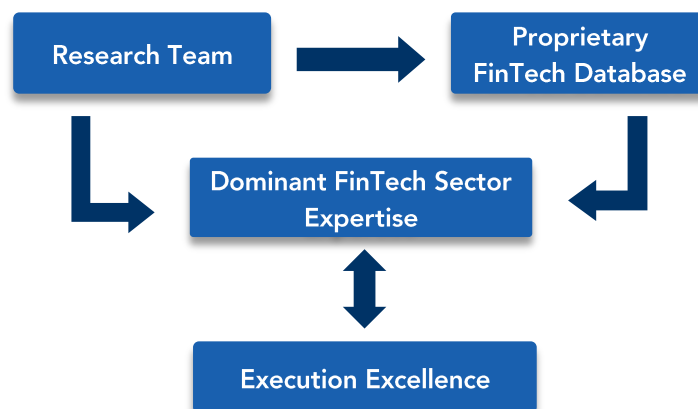 Research Team
Proprietary
FinTech Database
Dominant FinTech Sector
Expertise
Execution Excellence